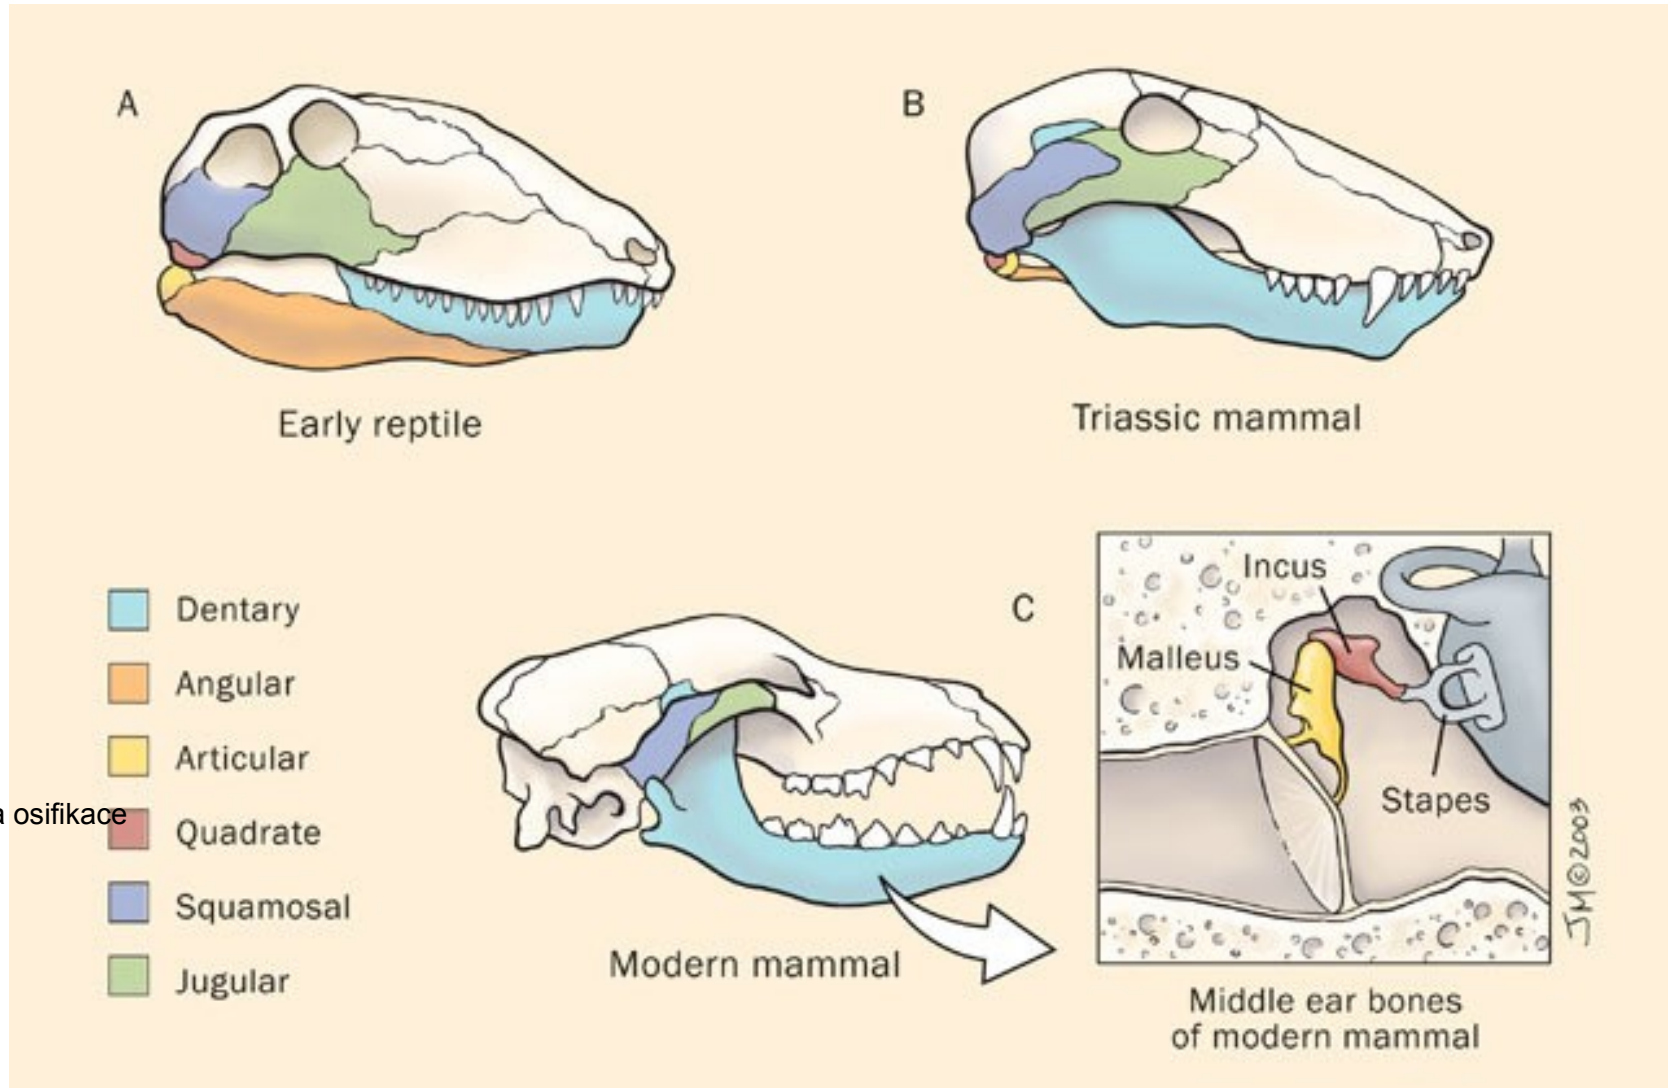 A
B
Early reptile
Triassic mammal
Dentary
Angular
Articular
a osifikace
Quadrate
Squamosal
Jugular
C
Incus
Malleus
Stapes
JM©2003
Modern mammal
Middle ear bones
of modern mammal